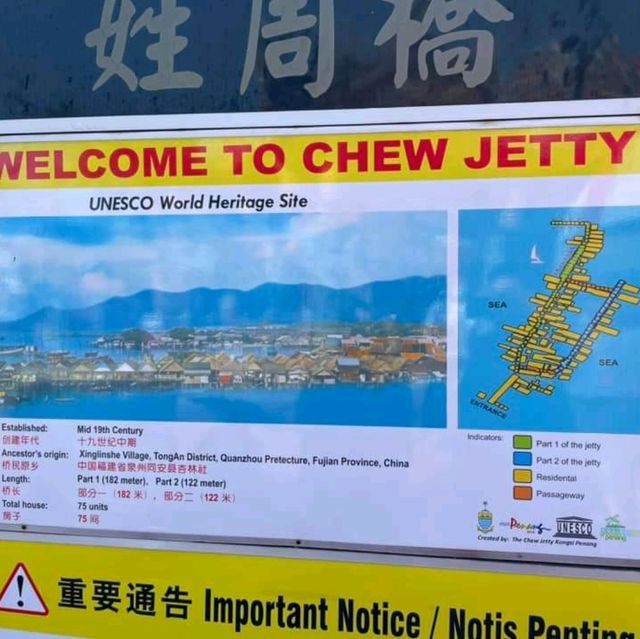 姓周橋
WELCOME TO CHEW JETTY
UNESCO World Heritage Site
SEA
SEA
ENTRANCE
Established: Mid 19th Century
创建年代 十九世纪中期
Ancestor's origin: Xinglinshe Village, TongAn District, Quanzhou Pretecture, Fujian Province, China
桥民原乡 中国福建省泉州同安县杏林社
Length: Part 1 (182 meter). Part 2 (122 meter)
桥长 部分一 (182 米) , 部分二 (122 米)
Total house: 75 units
房子 75 间
Indicators:
Part 1 of the jetty
Part 2 of the jetty
Residential
Passageway
Penang
UNESCO
Created by: The Chew Jetty Kongsi Penang
重要通告 Important Notice / Notis Penting